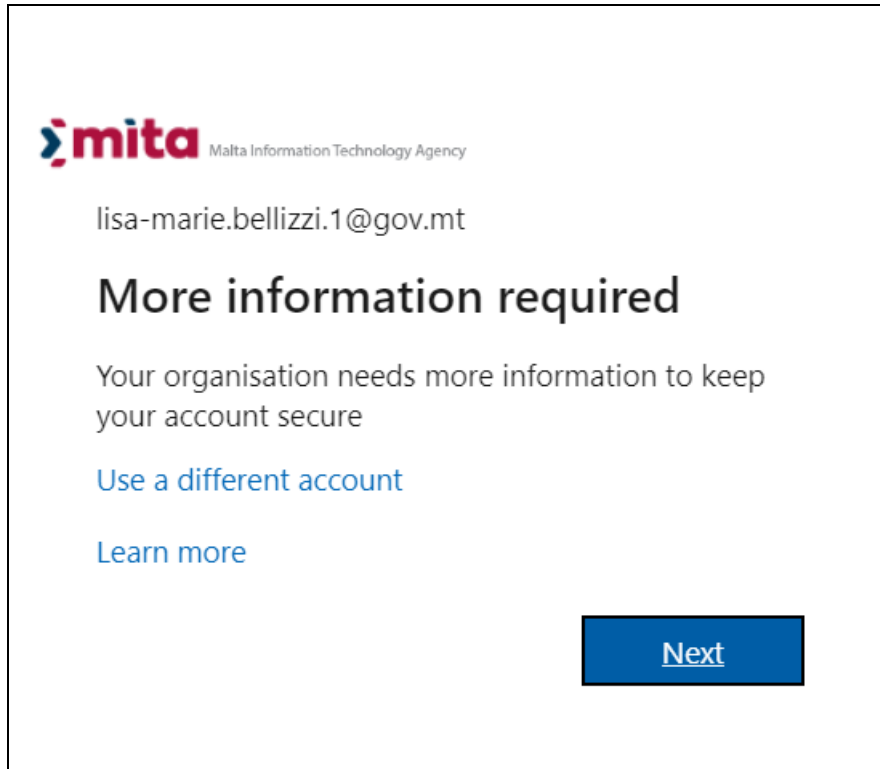 mita Malta Information Technology Agency
lisa-marie.bellizzi.1@gov.mt
More information required
Your organisation needs more information to keep
your account secure
Use a different account
Learn more
Next